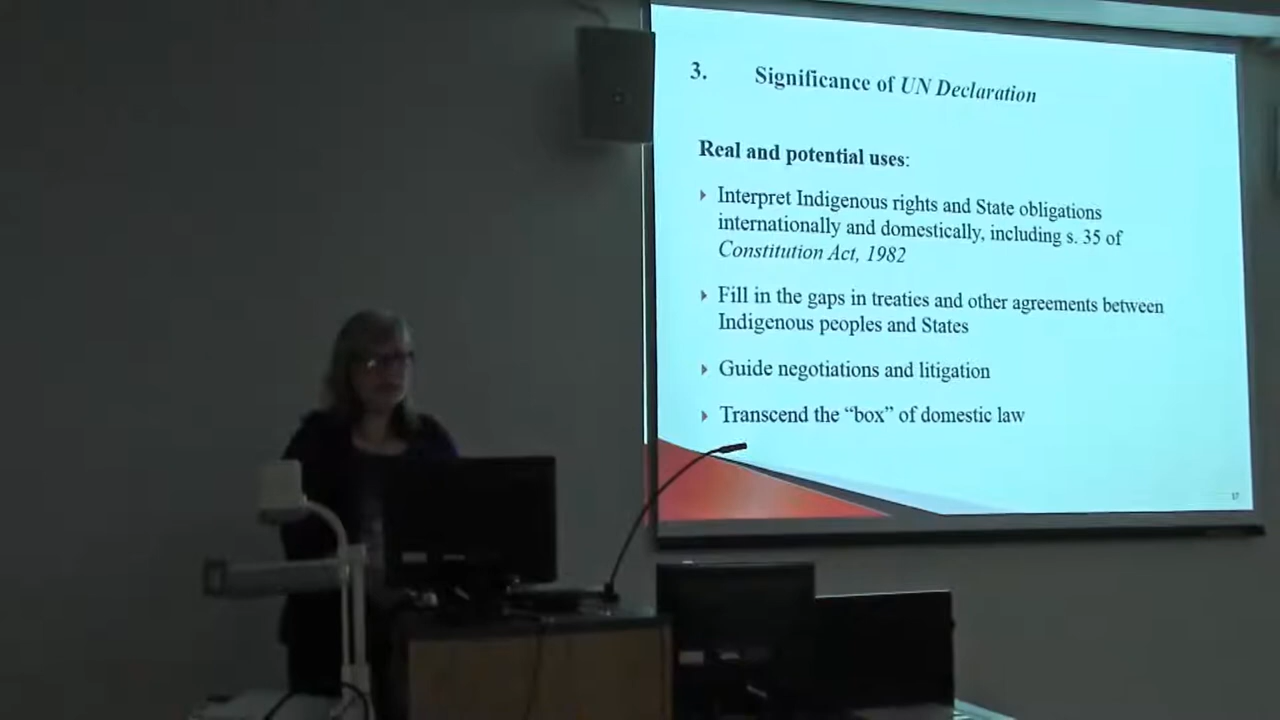 3. Significance of UN Declaration
Real and potential uses:
Interpret Indigenous rights and State obligations
internationally and domestically, including s. 35 of
Constitution Act, 1982
Fill in the gaps in treaties and other agreements between
Indigenous peoples and States
Guide negotiations and litigation
Transcend the “box” of domestic law
17